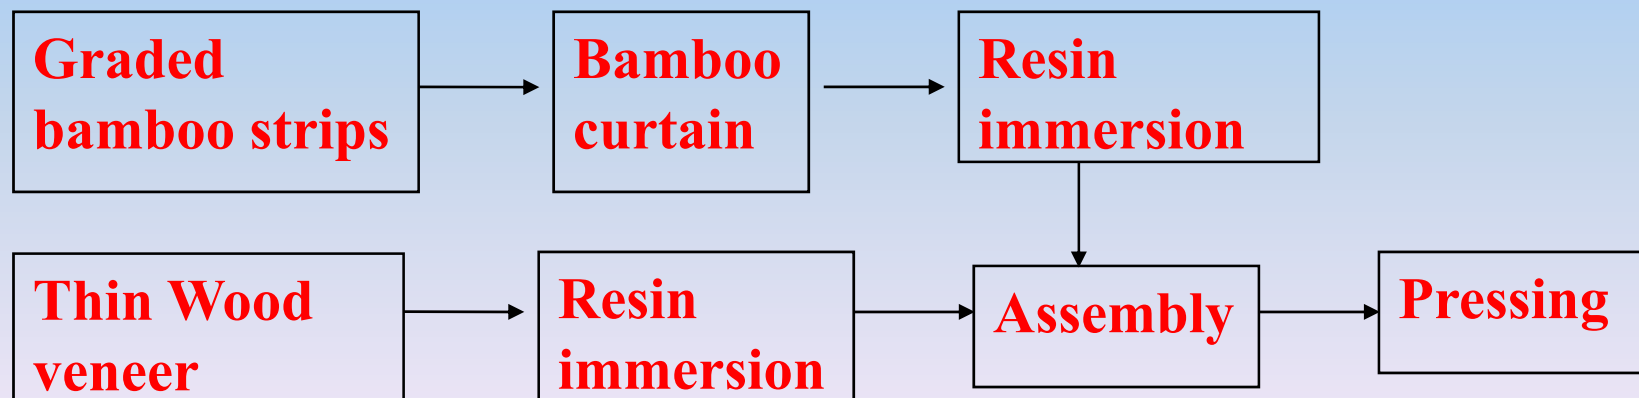 Graded
bamboo strips
Bamboo
curtain
Resin
immersion
Thin Wood
veneer
Resin
immersion
Assembly
Pressing